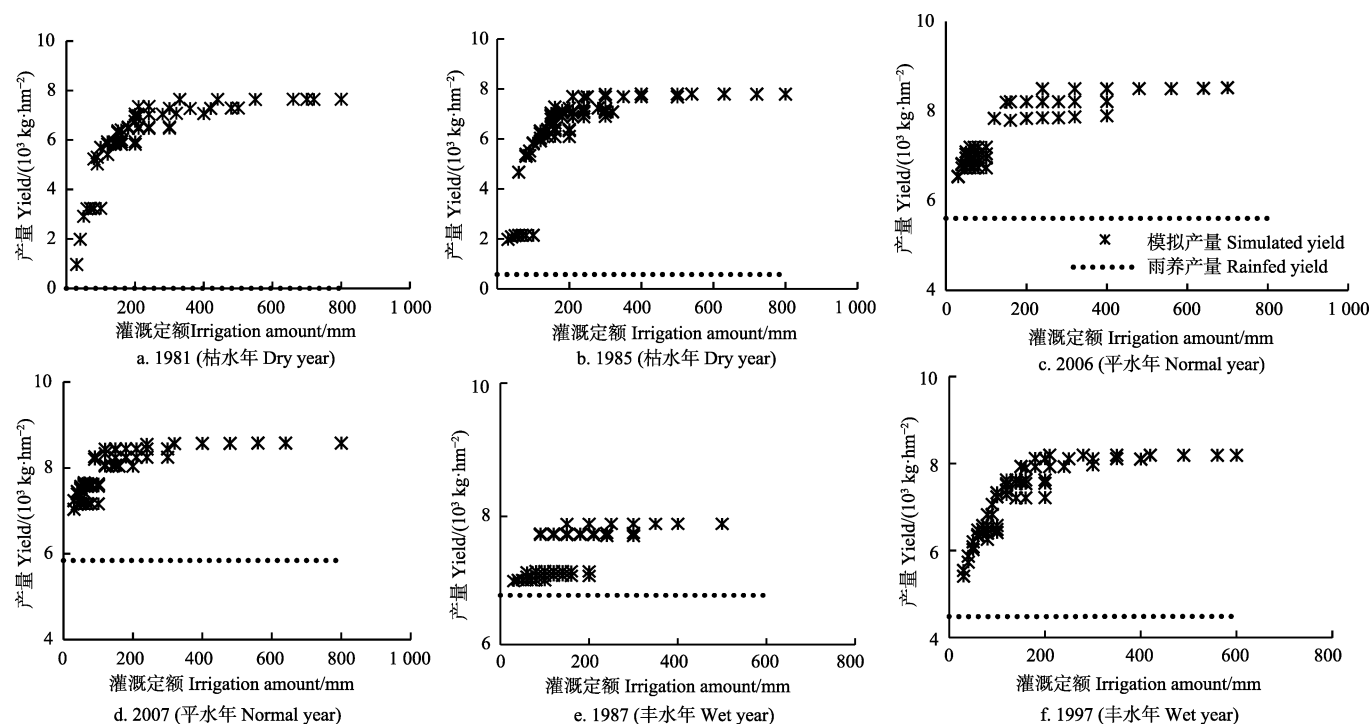 产量 Yield/(10³ kg·hm⁻²)
10
8
6
4
2
0
200 400 600 800 1 000
灌溉定额Irrigation amount/mm
a. 1981 (枯水年 Dry year)
产量 Yield/(10³ kg·hm⁻²)
10
8
6
4
2
0
0 200 400 600 800 1 000
灌溉定额 Irrigation amount/mm
b. 1985 (枯水年 Dry year)
产量 Yield/(10³ kg·hm⁻²)
10
8
6
4
模拟产量 Simulated yield
雨养产量 Rainfed yield
0 200 400 600 800 1 000
灌溉定额 Irrigation amount/mm
c. 2006 (平水年 Normal year)
产量 Yield/(10³ kg·hm⁻²)
10
8
6
4
0 200 400 600 800 1 000
灌溉定额 Irrigation amount/mm
d. 2007 (平水年 Normal year)
产量 Yield/(10³ kg·hm⁻²)
10
8
6
0 200 400 600 800
灌溉定额 Irrigation amount/mm
e. 1987 (丰水年 Wet year)
产量 Yield/(10³ kg·hm⁻²)
10
8
6
4
0 200 400 600 800
灌溉定额 Irrigation amount/mm
f. 1997 (丰水年 Wet year)